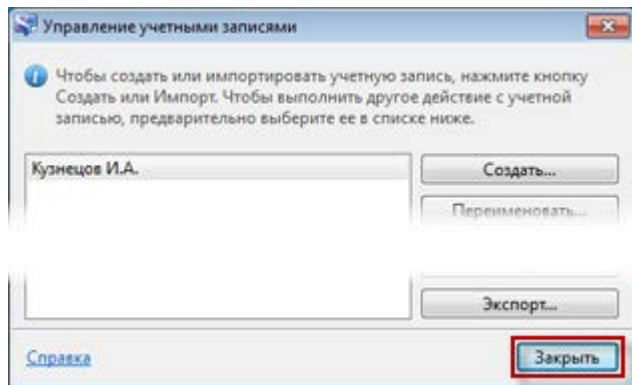 Управление учетными записями
Чтобы создать или импортировать учетную запись, нажмите кнопку
Создать или Импорт. Чтобы выполнить другое действие с учетной
записью, предварительно выберите ее в списке ниже.
Кузнецов И.А.
Создать...
Переименовать...
Экспорт...
Справка
Закрыть